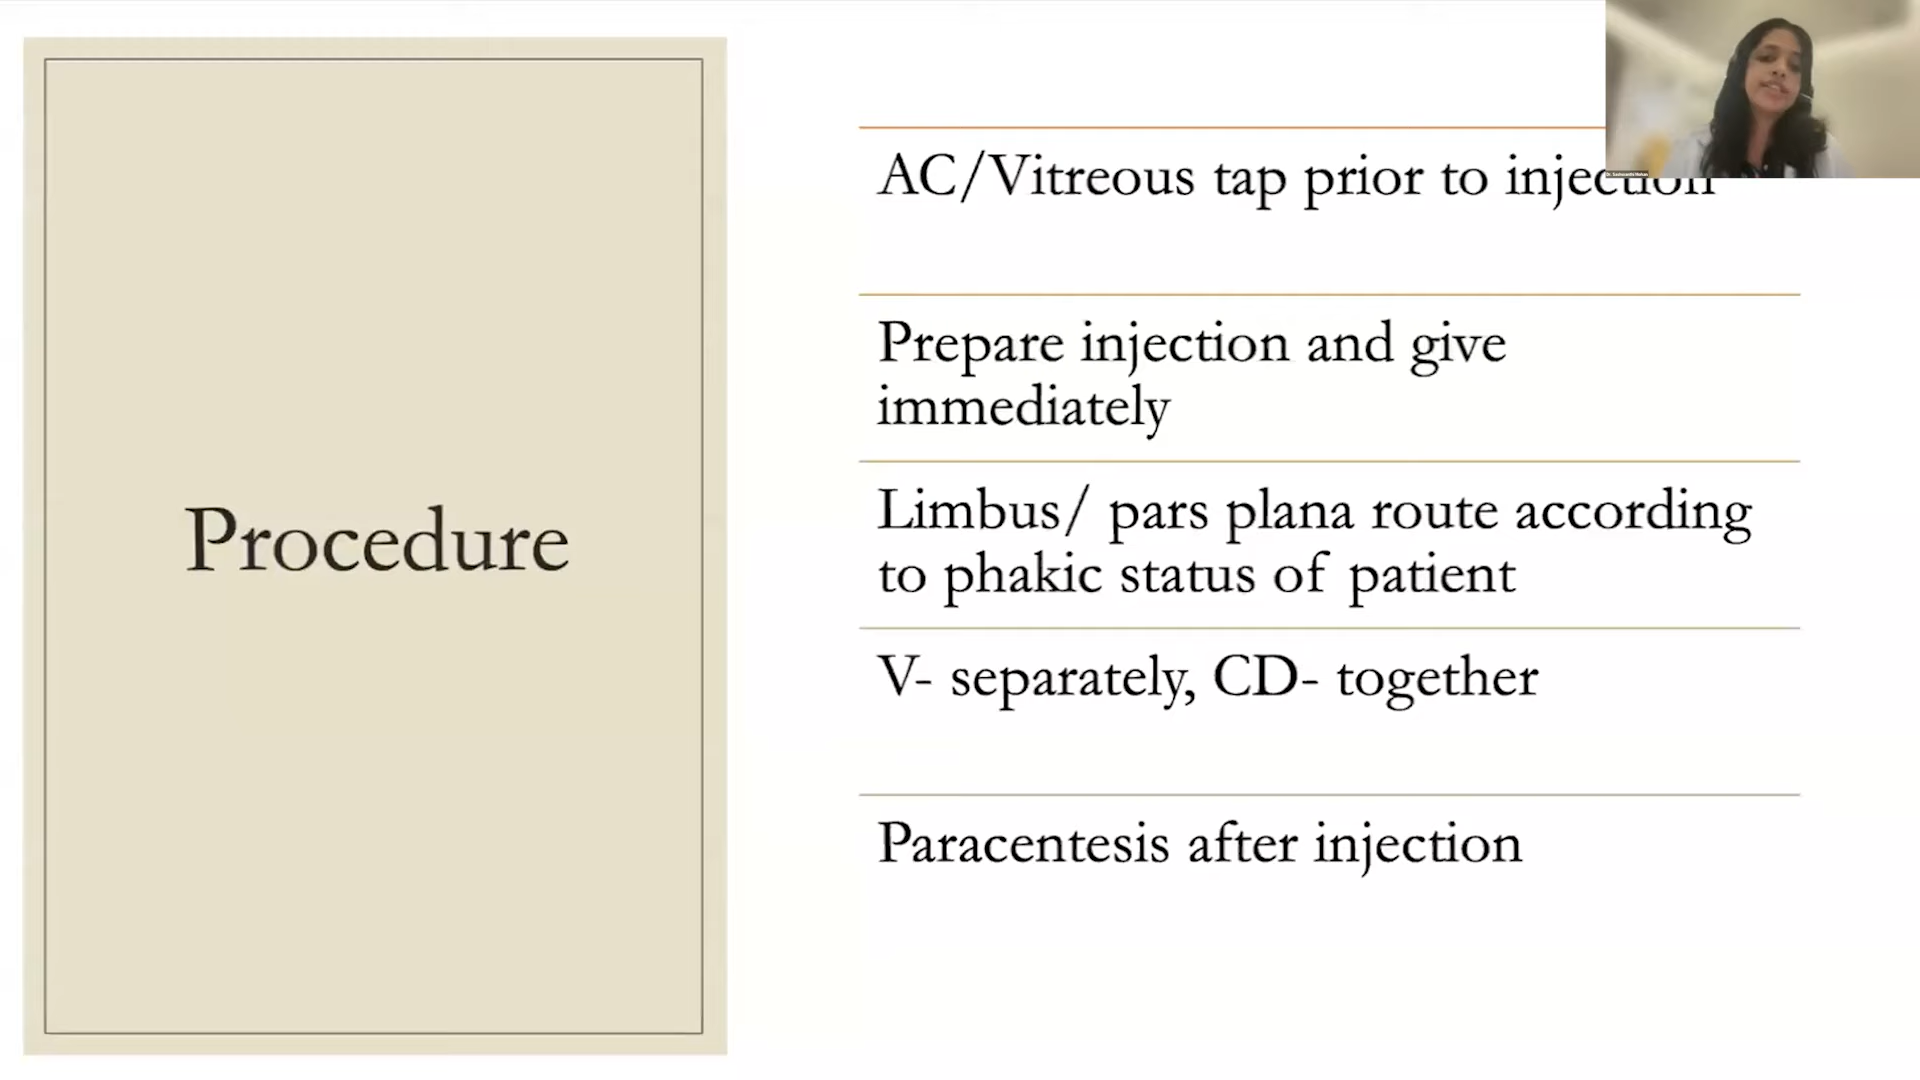 AC/Vitreous tap prior to injection
Prepare injection and give
immediately
Limbus/ pars plana route according
to phakic status of patient
Procedure
V- separately, CD- together
Paracentesis after injection